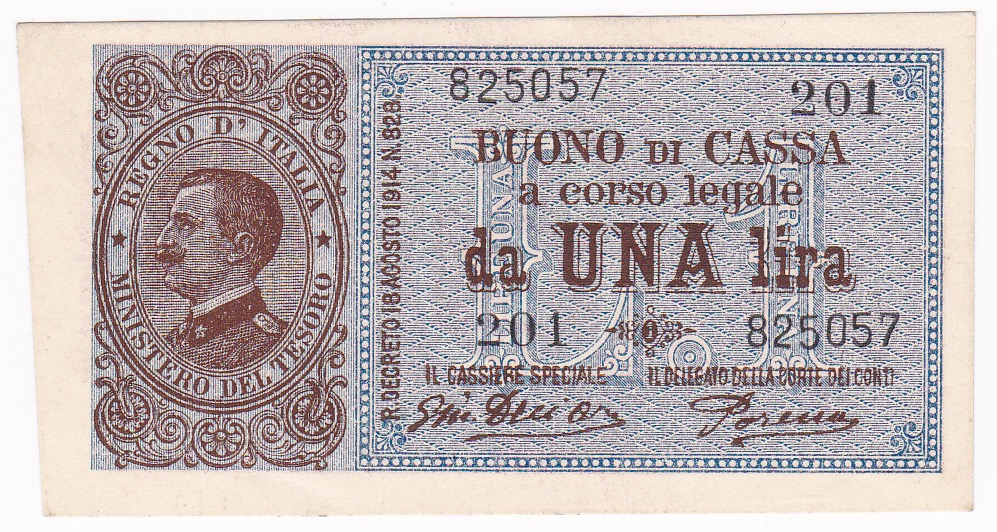 REGNO D' ITALIA
★ MINISTERO DEL TESORO ★
R. DECRETO 18 AGOSTO 1914 N. 828
825057
201
BUONO DI CASSA
a corso legale
da UNA lira
201
825057
IL CASSIERE SPECIALE
IL DELEGATO DELLA CORTE DEI CONTI